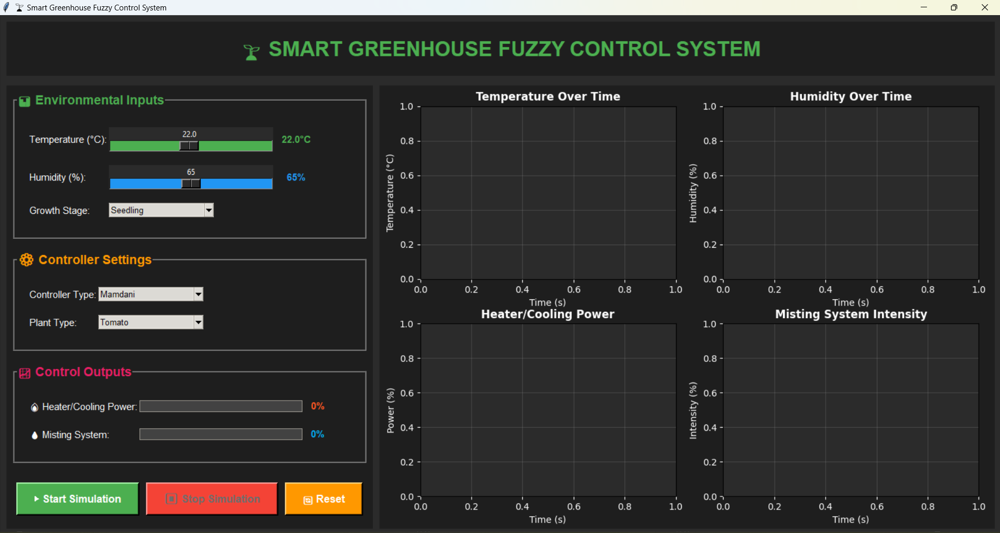 Smart Greenhouse Fuzzy Control System
SMART GREENHOUSE FUZZY CONTROL SYSTEM
Environmental Inputs
22.0
Temperature (°C): 22.0°C
65
Humidity (%): 65%
Growth Stage: Seedling
Controller Settings
Controller Type: Mamdani
Plant Type: Tomato
Control Outputs
Heater/Cooling Power: 0%
Misting System: 0%
Start Simulation
Stop Simulation
Reset
Temperature Over Time
Temperature (°C)
1.0
0.8
0.6
0.4
0.2
0.0
0.0 0.2 0.4 0.6 0.8 1.0
Time (s)
Humidity Over Time
Humidity (%)
1.0
0.8
0.6
0.4
0.2
0.0
0.0 0.2 0.4 0.6 0.8 1.0
Time (s)
Heater/Cooling Power
Power (%)
1.0
0.8
0.6
0.4
0.2
0.0
0.0 0.2 0.4 0.6 0.8 1.0
Time (s)
Misting System Intensity
Intensity (%)
1.0
0.8
0.6
0.4
0.2
0.0
0.0 0.2 0.4 0.6 0.8 1.0
Time (s)